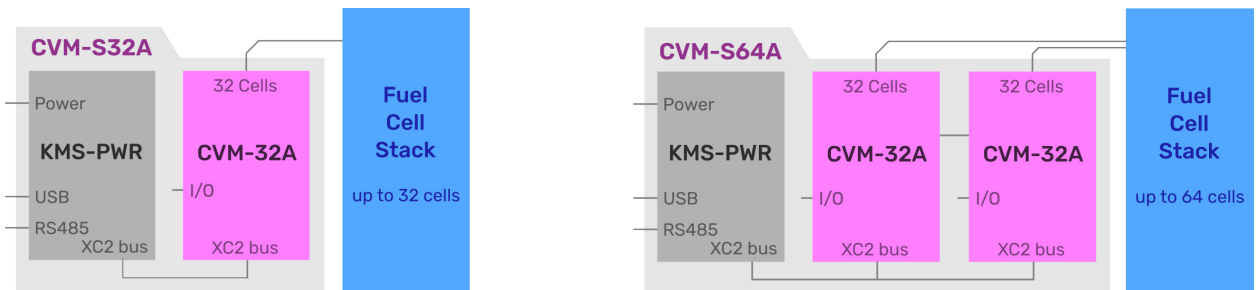 CVM-S32A
Power
KMS-PWR
USB
RS485
XC2 bus
32 Cells
CVM-32A
I/O
XC2 bus
Fuel
Cell
Stack
up to 32 cells
CVM-S64A
Power
KMS-PWR
USB
RS485
XC2 bus
32 Cells
CVM-32A
I/O
XC2 bus
32 Cells
CVM-32A
I/O
XC2 bus
Fuel
Cell
Stack
up to 64 cells